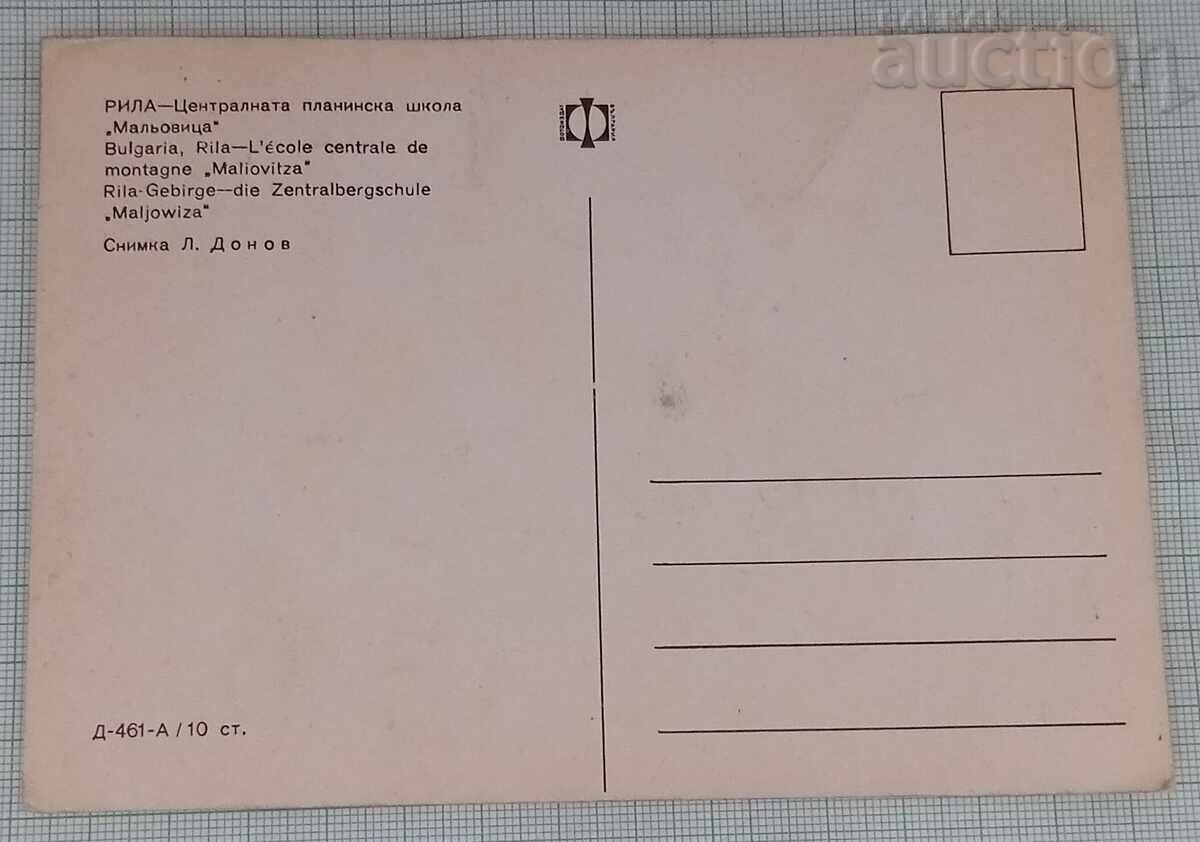 BALKAN
auction
РИЛА—Централната планинска школа
„Мальовица“
Bulgaria, Rila—L'école centrale de
montagne „Maliovitza“
Rila-Gebirge—die Zentralbergschule
„Maljowiza“
Снимка Л. Донов
Д-461-А / 10 ст.